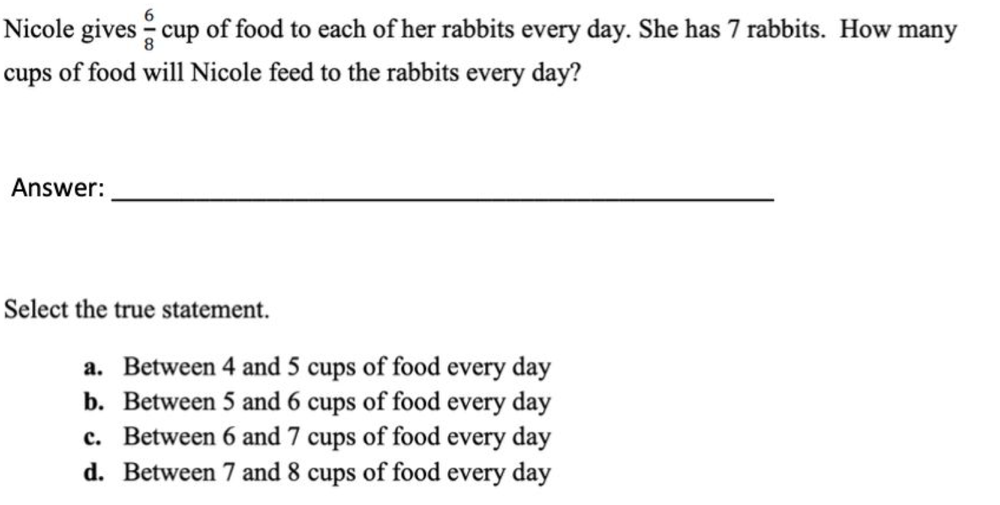 Nicole gives 6/8 cup of food to each of her rabbits every day. She has 7 rabbits. How many
cups of food will Nicole feed to the rabbits every day?
Answer: ____________________
Select the true statement.
a. Between 4 and 5 cups of food every day
b. Between 5 and 6 cups of food every day
c. Between 6 and 7 cups of food every day
d. Between 7 and 8 cups of food every day